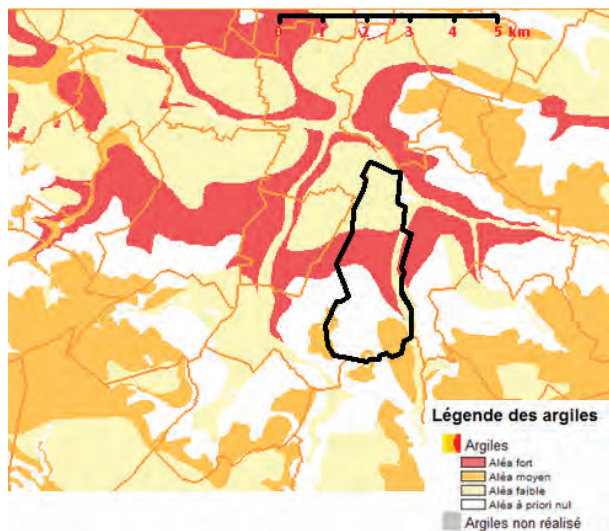 0 1 2 3 4 5 km
Légende des argiles
Argiles
Aléa fort
Aléa moyen
Aléa faible
Aléa à priori nul
Argiles non réalisé